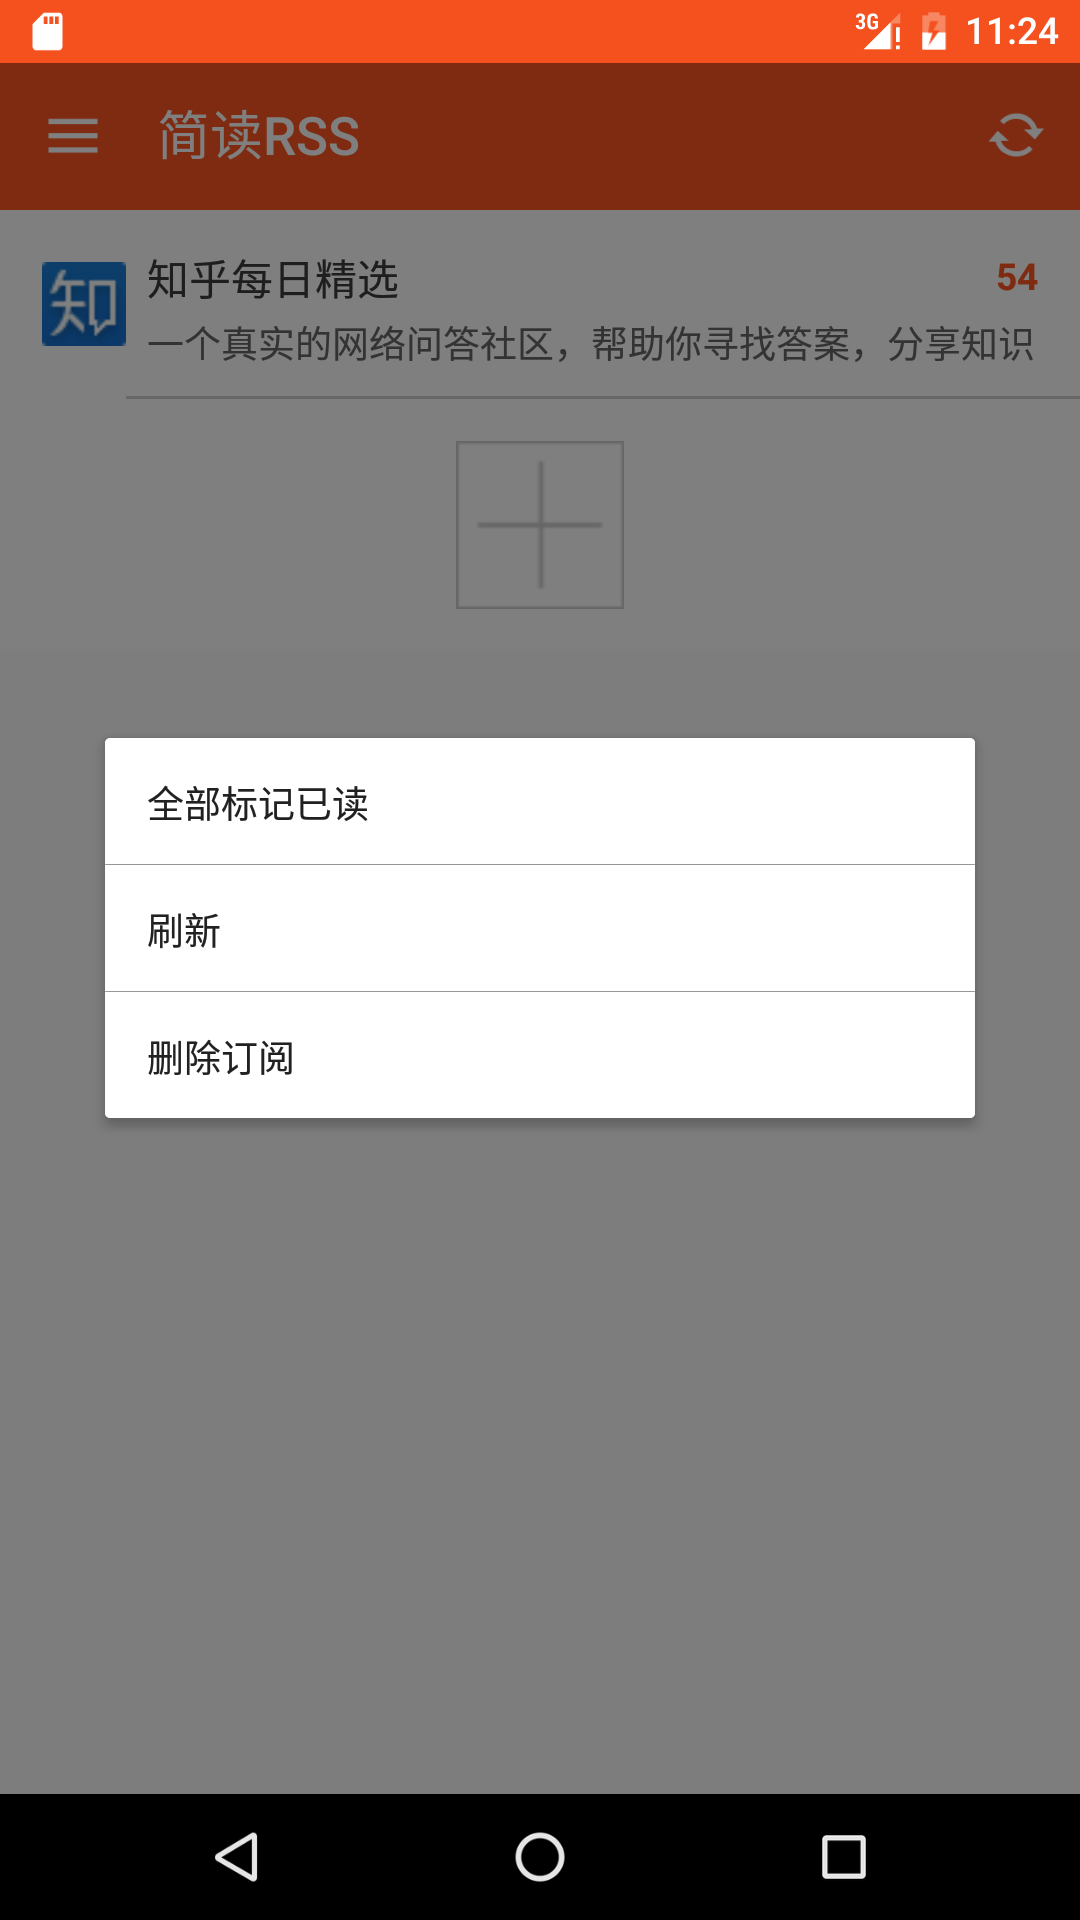 3G 11:24
简读RSS
知 知乎每日精选 54
一个真实的网络问答社区，帮助你寻找答案，分享知识
全部标记已读
刷新
删除订阅